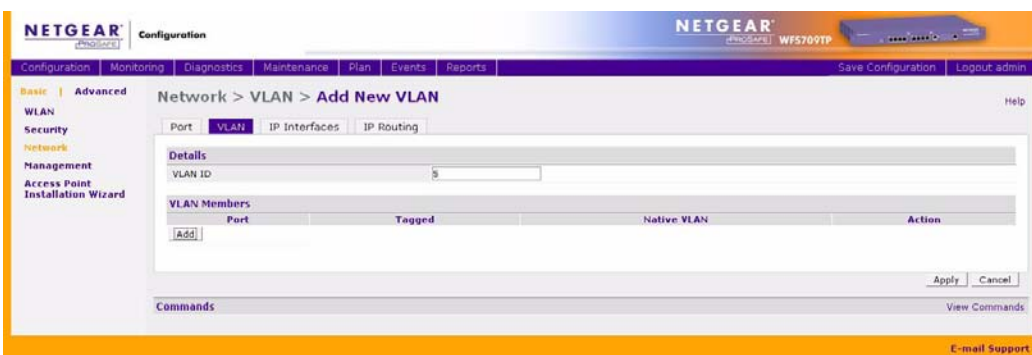 NETGEAR
PROSAFE
Configuration
NETGEAR
PROSAFE WFS709TP
Configuration Monitoring Diagnostics Maintenance Plan Events Reports Save Configuration Logout admin
Basic | Advanced
WLAN
Security
Network
Management
Access Point
Installation Wizard
Network > VLAN > Add New VLAN
Help
Port VLAN IP Interfaces IP Routing
Details
VLAN ID 5
VLAN Members
Port Tagged Native VLAN Action
Add
Apply Cancel
Commands View Commands
E-mail Support